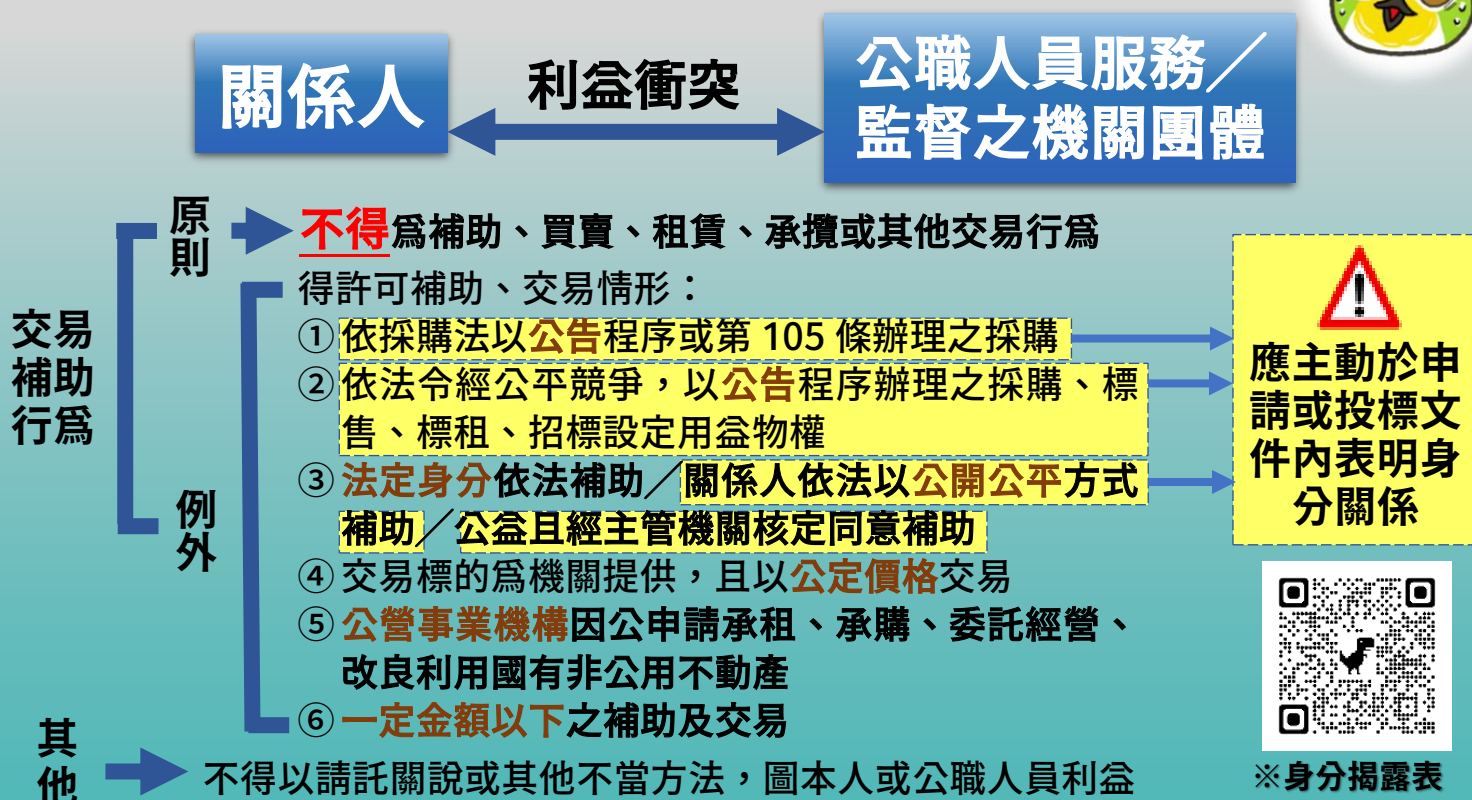 關係人
利益衝突
公職人員服務／
監督之機關團體
交易
補助
行為
原則
不得為補助、買賣、租賃、承攬或其他交易行為
例外
得許可補助、交易情形：
①依採購法以公告程序或第 105 條辦理之採購
②依法令經公平競爭，以公告程序辦理之採購、標
售、標租、招標設定用益物權
③法定身分依法補助／關係人依法以公開公平方式
補助／公益且經主管機關核定同意補助
④交易標的為機關提供，且以公定價格交易
⑤公營事業機構因公申請承租、承購、委託經營、
改良利用國有非公用不動產
⑥一定金額以下之補助及交易
應主動於申
請或投標文
件內表明身
分關係
其他
不得以請託關說或其他不當方法，圖本人或公職人員利益
※身分揭露表